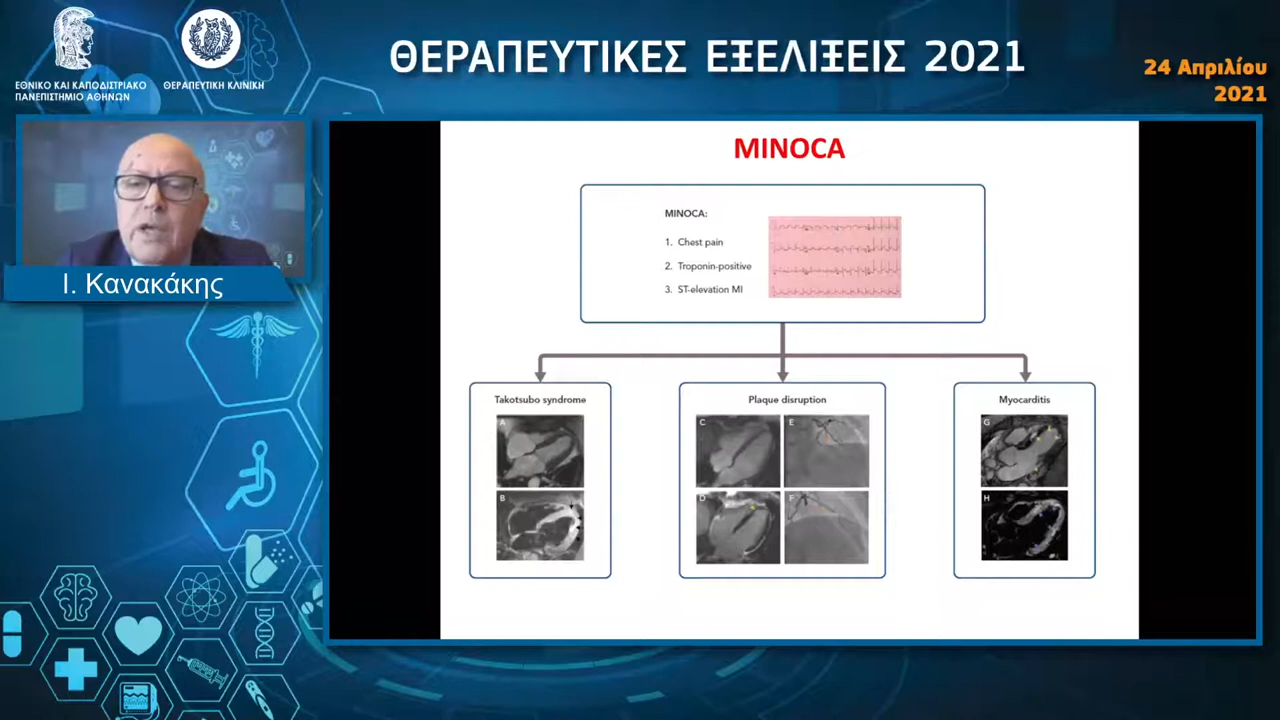 ΕΘΝΙΚΟ ΚΑΙ ΚΑΠΟΔΙΣΤΡΙΑΚΟ
ΠΑΝΕΠΙΣΤΗΜΙΟ ΑΘΗΝΩΝ
ΘΕΡΑΠΕΥΤΙΚΗ ΚΛΙΝΙΚΗ
ΘΕΡΑΠΕΥΤΙΚΕΣ ΕΞΕΛΙΞΕΙΣ 2021
24 Απριλίου
2021
Ι. Κανακάκης
MINOCA
MINOCA:
1. Chest pain
2. Troponin-positive
3. ST-elevation MI
Takotsubo syndrome
Plaque disruption
Myocarditis
A
C
E
G
B
D
F
H